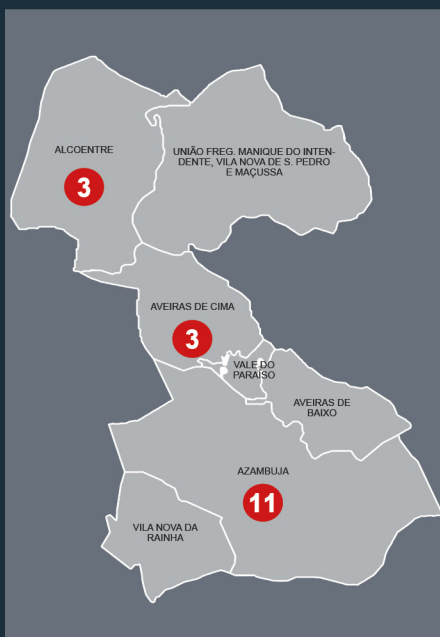 ALCOENTRE
3
UNIÃO FREG. MANIQUE DO INTEN-
DENTE, VILA NOVA DE S. PEDRO
E MAÇUSSA
AVEIRAS DE CIMA
3
VALE DO
PARAÍSO
AVEIRAS DE
BAIXO
AZAMBUJA
11
VILA NOVA DA
RAINHA